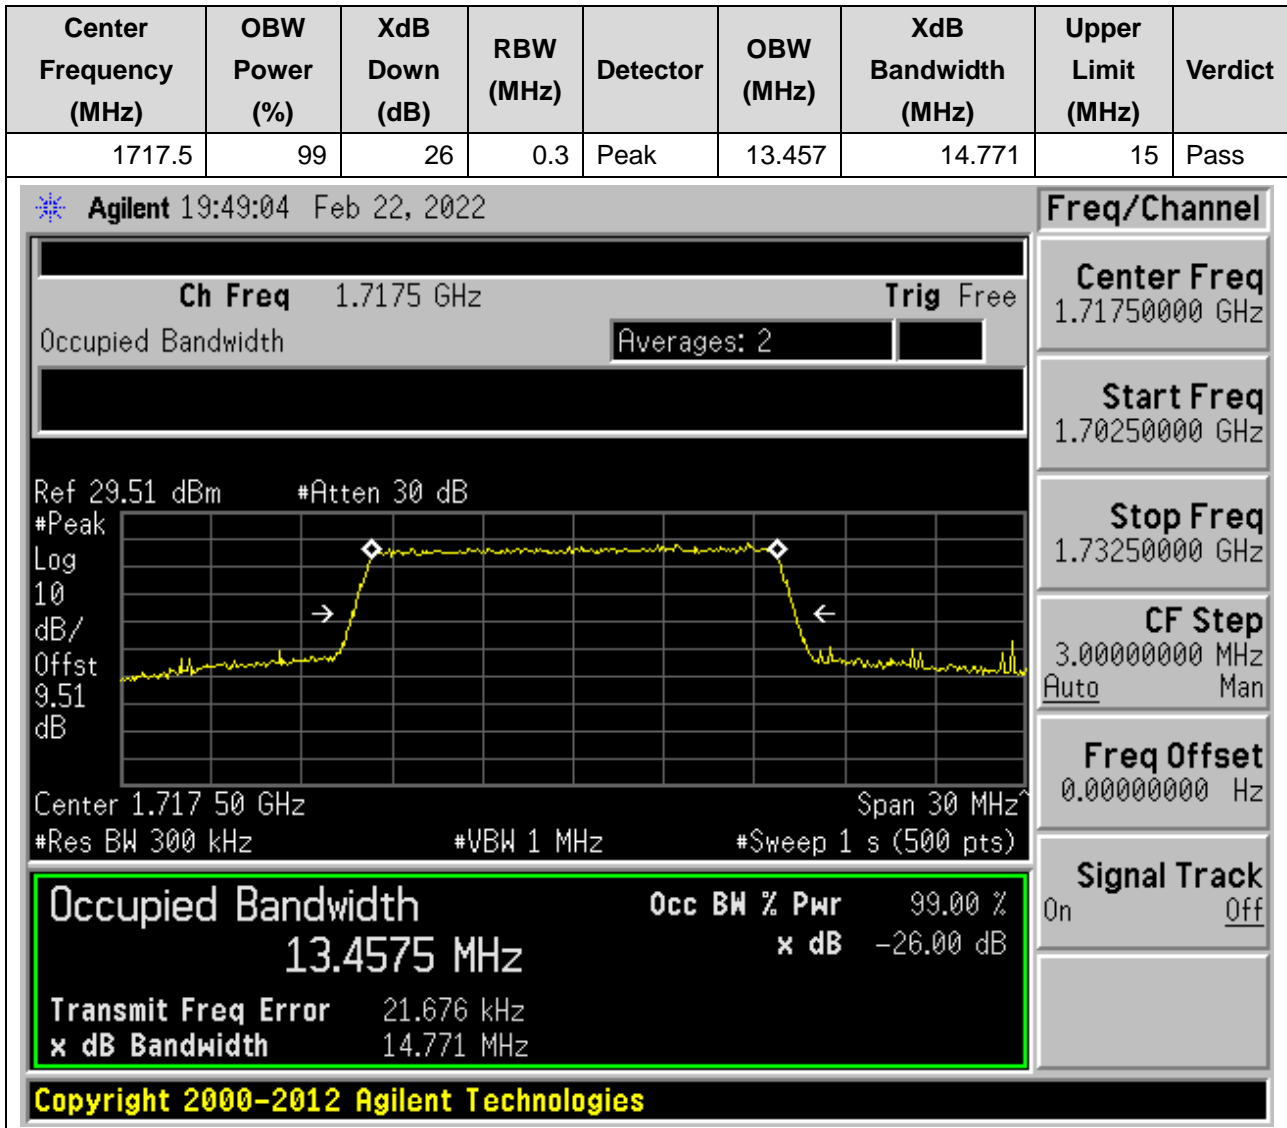 Center Frequency (MHz) OBW Power (%) XdB Down (dB) RBW (MHz) Detector OBW (MHz) XdB Bandwidth (MHz) Upper Limit (MHz) Verdict
1717.5 99 26 0.3 Peak 13.457 14.771 15 Pass
Agilent 19:49:04 Feb 22, 2022
Freq/Channel
Ch Freq 1.7175 GHz Trig Free
Occupied Bandwidth Averages: 2
Center Freq
1.71750000 GHz
Start Freq
1.70250000 GHz
Stop Freq
1.73250000 GHz
CF Step
3.00000000 MHz
Auto Man
Freq Offset
0.00000000 Hz
Signal Track
On Off
Ref 29.51 dBm #Atten 30 dB
#Peak
Log
10
dB/
Offst
9.51
dB
Center 1.717 50 GHz Span 30 MHz^
#Res BW 300 kHz #VBW 1 MHz #Sweep 1 s (500 pts)
Occupied Bandwidth Occ BW % Pwr 99.00 %
13.4575 MHz x dB -26.00 dB
Transmit Freq Error 21.676 kHz
x dB Bandwidth 14.771 MHz
Copyright 2000-2012 Agilent Technologies